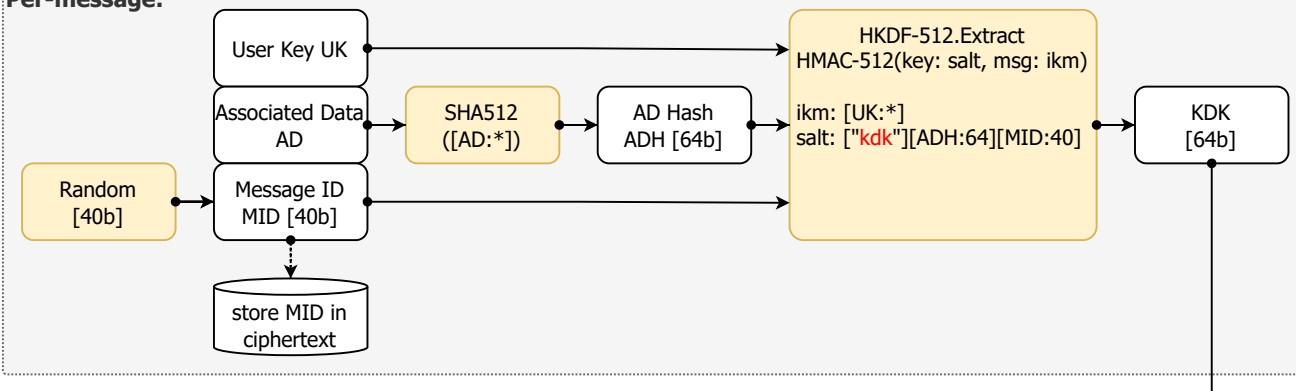 Per-message:
User Key UK
Associated Data
AD
SHA512
([AD:*])
AD Hash
ADH [64b]
HKDF-512.Extract
HMAC-512(key: salt, msg: ikm)
ikm: [UK:*]
salt: ["kdk"][ADH:64][MID:40]
KDK
[64b]
Random
[40b]
Message ID
MID [40b]
store MID in
ciphertext